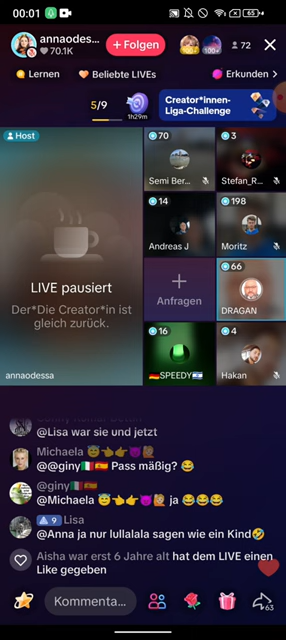 00:01
65
annaodes...
70.1K
+ Folgen
100+
100+
72
Lernen
Beliebte LIVEs
Erkunden
5/9
1h29m
Creator*innen-
Liga-Challenge
Host
70
3
Semi Ber...
Stefan_R...
14
198
Andreas J
Moritz
LIVE pausiert
Der*Die Creator*in ist
gleich zurück.
Anfragen
66
DRAGAN
16
4
annaodessa
🇩🇪SPEEDY🇮🇱
Hakan
@Lisa war sie und jetzt
Michaela 😇👈👉😈🙋
@@giny🇮🇹🇪🇸 Pass mäßig? 😂
@giny🇮🇹🇪🇸
@Michaela 😇👈👉😈🙋 ja 😂😂😂
9 Lisa
@Anna ja nur lullalala sagen wie ein Kind🤣
Aisha war erst 6 Jahre alt hat dem LIVE einen
Like gegeben
Kommenta...
63